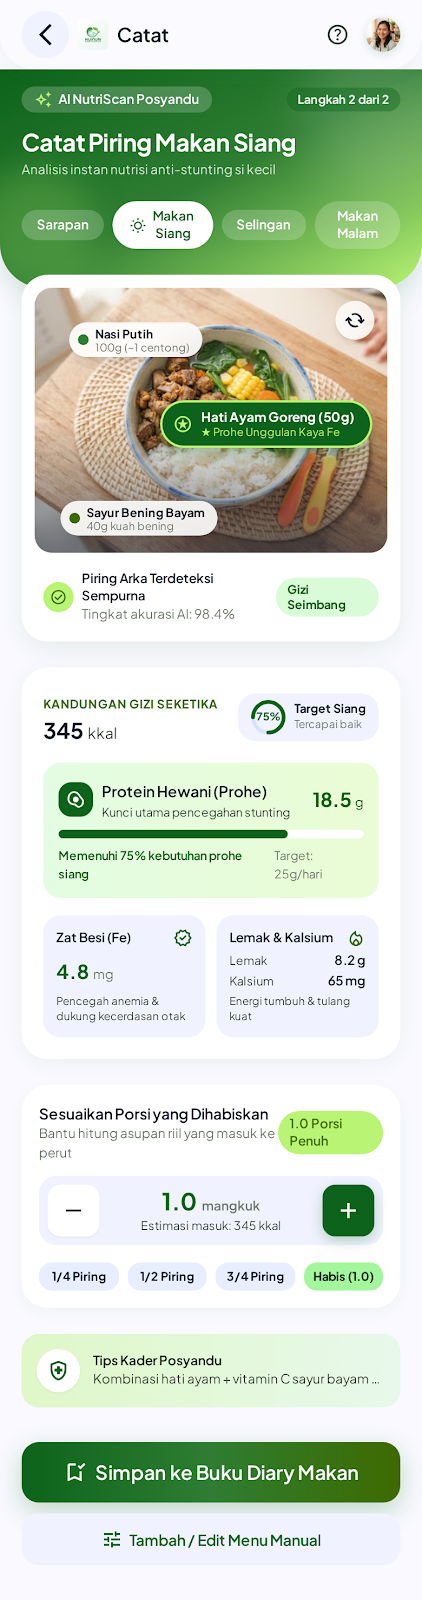 Catat
AI NutriScan Posyandu
Langkah 2 dari 2
Catat Piring Makan Siang
Analisis instan nutrisi anti-stunting si kecil
Sarapan
Makan
Siang
Selingan
Makan
Malam
Nasi Putih
100g (~1 centong)
Hati Ayam Goreng (50g)
★ Prohe Unggulan Kaya Fe
Sayur Bening Bayam
40g kuah bening
Piring Arka Terdeteksi
Sempurna
Tingkat akurasi AI: 98.4%
Gizi
Seimbang
KANDUNGAN GIZI SEKETIKA
345 kkal
75%
Target Siang
Tercapai baik
Protein Hewani (Prohe)
Kunci utama pencegahan stunting
18.5 g
Memenuhi 75% kebutuhan prohe
siang
Target:
25g/hari
Zat Besi (Fe)
4.8 mg
Pencegah anemia &
dukung kecerdasan otak
Lemak & Kalsium
Lemak 8.2 g
Kalsium 65 mg
Energi tumbuh & tulang
kuat
Sesuaikan Porsi yang Dihabiskan
Bantu hitung asupan riil yang masuk ke
perut
1.0 Porsi
Penuh
1.0 mangkuk
Estimasi masuk: 345 kkal
1/4 Piring
1/2 Piring
3/4 Piring
Habis (1.0)
Tips Kader Posyandu
Kombinasi hati ayam + vitamin C sayur bayam ...
Simpan ke Buku Diary Makan
Tambah / Edit Menu Manual